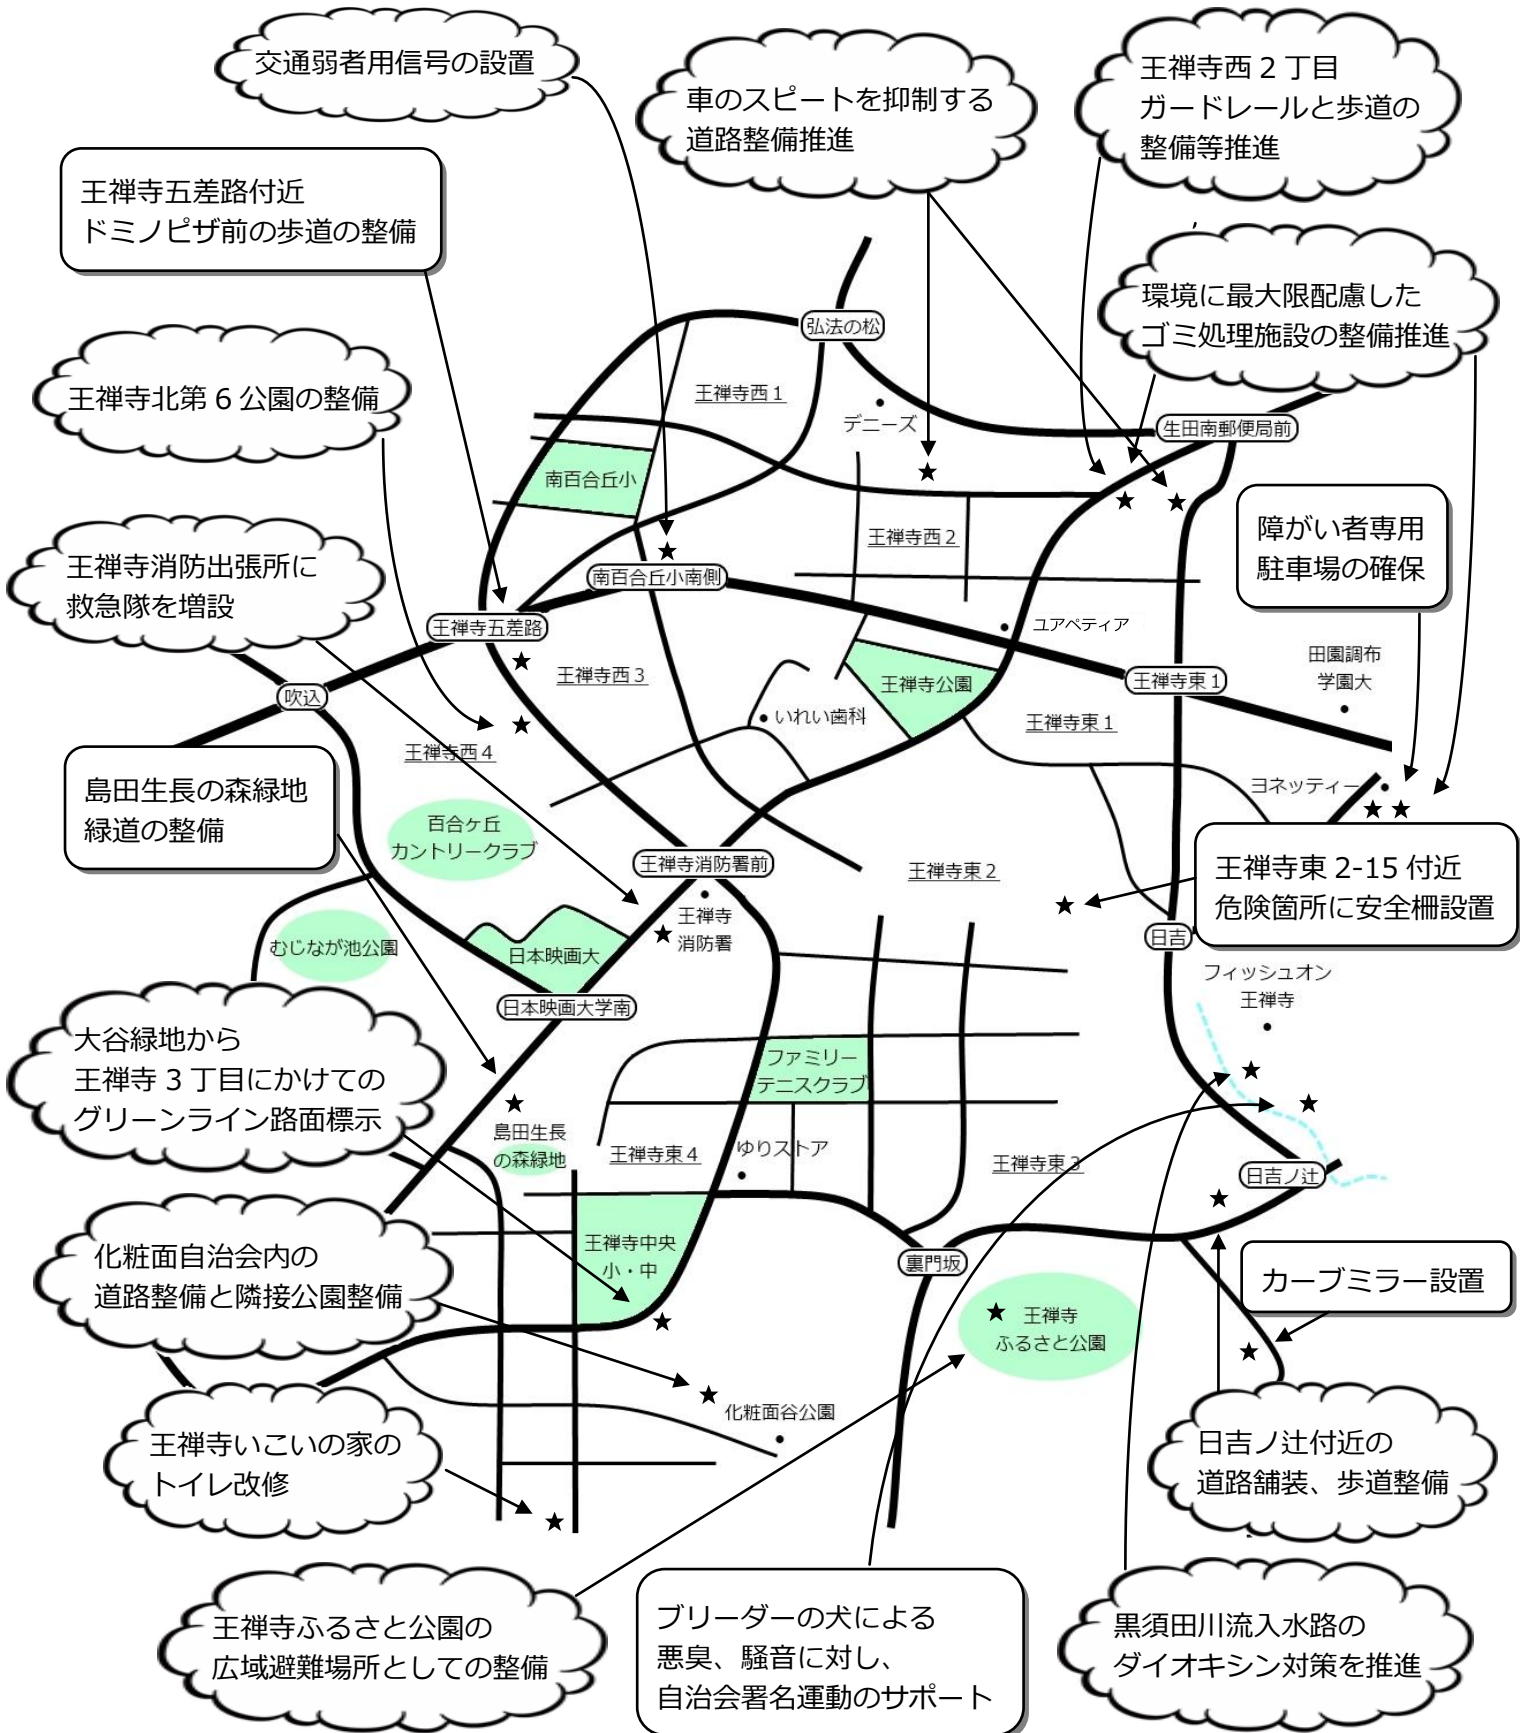 交通弱者用信号の設置
車のスピートを抑制する
道路整備推進
王禅寺西２丁目
ガードレールと歩道の
整備等推進
王禅寺五差路付近
ドミノピザ前の歩道の整備
環境に最大限配慮した
ゴミ処理施設の整備推進
弘法の松
王禅寺北第６公園の整備
王禅寺西１
デニーズ
生田南郵便局前
南百合丘小
障がい者専用
駐車場の確保
王禅寺消防出張所に
救急隊を増設
王禅寺西２
南百合丘小南側
王禅寺五差路
ユアペティア
田園調布
学園大
王禅寺西３
王禅寺公園
王禅寺東１
吹込
いれい歯科
王禅寺東１
王禅寺西４
島田生長の森緑地
緑道の整備
ヨネッティー
百合ヶ丘
カントリークラブ
王禅寺消防署前
王禅寺東２
王禅寺東 2-15 付近
危険箇所に安全柵設置
王禅寺
消防署
日吉
むじなが池公園
日本映画大
フィッシュオン
王禅寺
日本映画大学南
大谷緑地から
王禅寺３丁目にかけての
グリーンライン路面標示
ファミリー
テニスクラブ
島田生長
の森緑地
王禅寺東４
ゆりストア
王禅寺東３
日吉ノ辻
化粧面自治会内の
道路整備と隣接公園整備
王禅寺中央
小・中
裏門坂
カーブミラー設置
王禅寺
ふるさと公園
化粧面谷公園
王禅寺いこいの家の
トイレ改修
日吉ノ辻付近の
道路舗装、歩道整備
王禅寺ふるさと公園の
広域避難場所としての整備
ブリーダーの犬による
悪臭、騒音に対し、
自治会署名運動のサポート
黒須田川流入水路の
ダイオキシン対策を推進